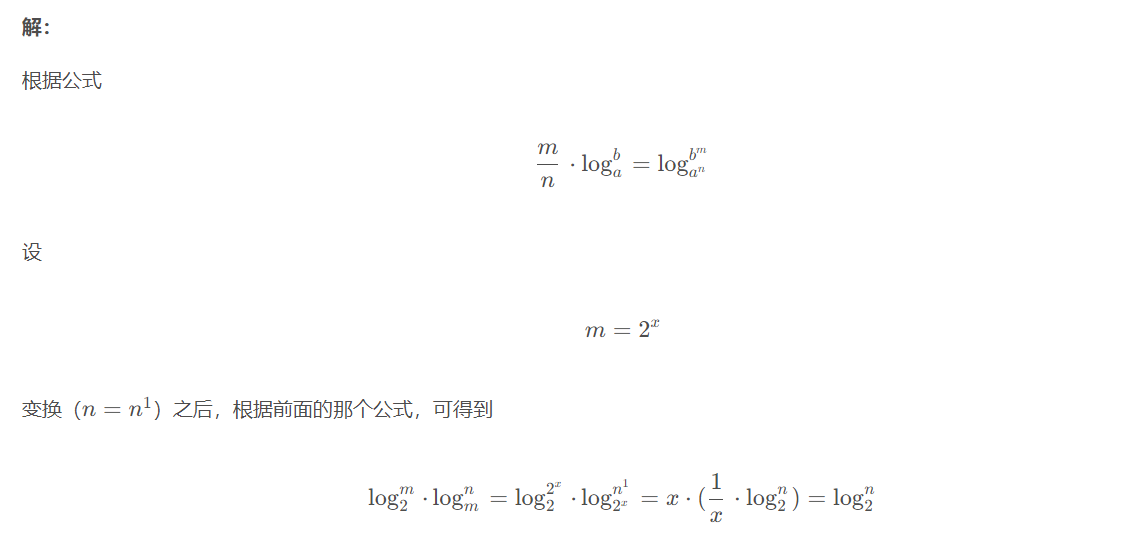 解：
根据公式
$$\frac{m}{n} \cdot \log_a^b = \log_{a^n}^{b^m}$$
设
$$m = 2^x$$
变换（$n = n^1$）之后，根据前面的那个公式，可得到
$$\log_2^m \cdot \log_m^n = \log_2^{2^x} \cdot \log_{2^x}^{n^1} = x \cdot (\frac{1}{x} \cdot \log_2^n) = \log_2^n$$